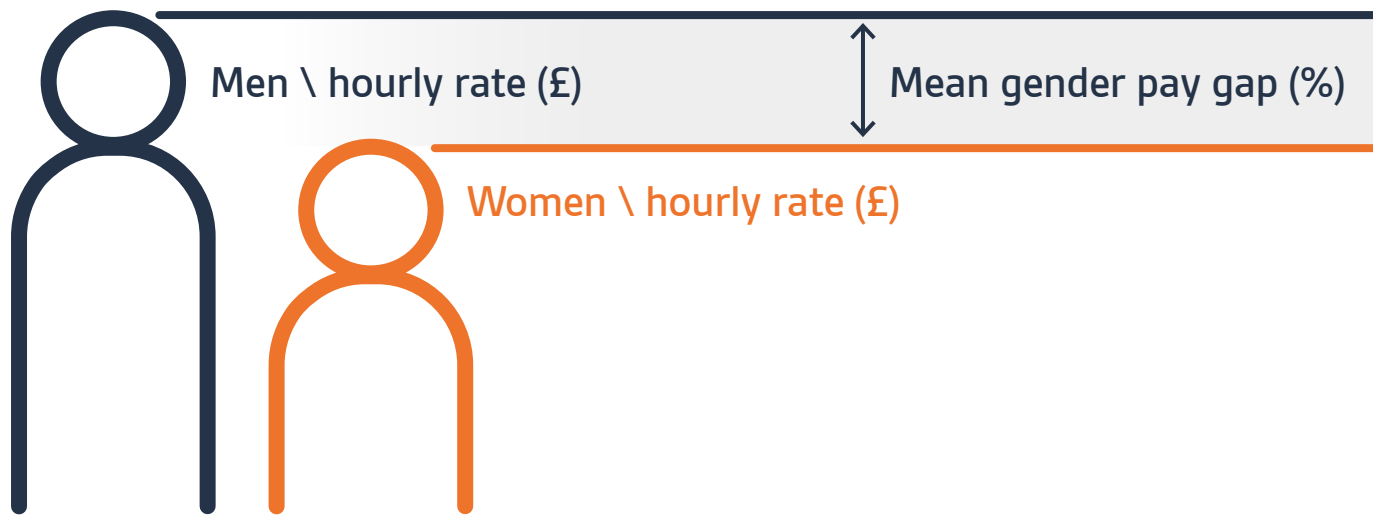 Men \ hourly rate (£)
Mean gender pay gap (%)
Women \ hourly rate (£)